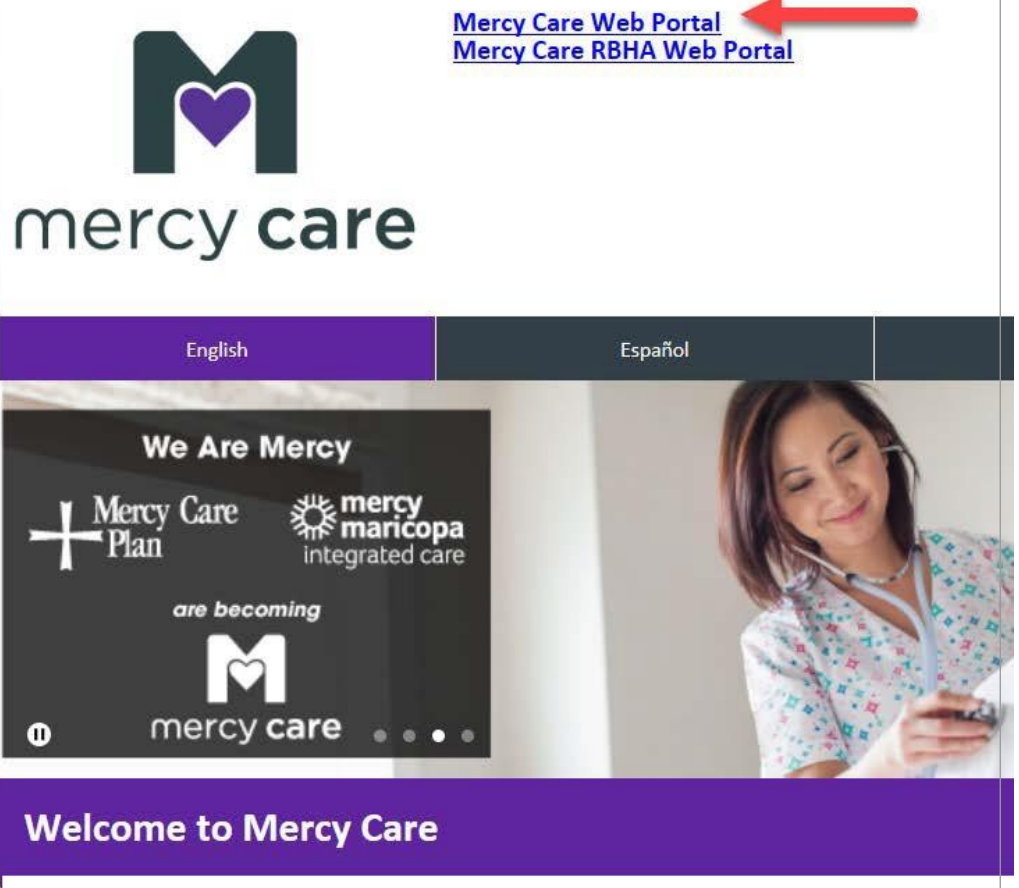 Mercy Care Web Portal
Mercy Care RBHA Web Portal
mercy care
English
Español
We Are Mercy
Mercy Care
Plan
mercy
maricopa
integrated care
are becoming
mercy care
Welcome to Mercy Care